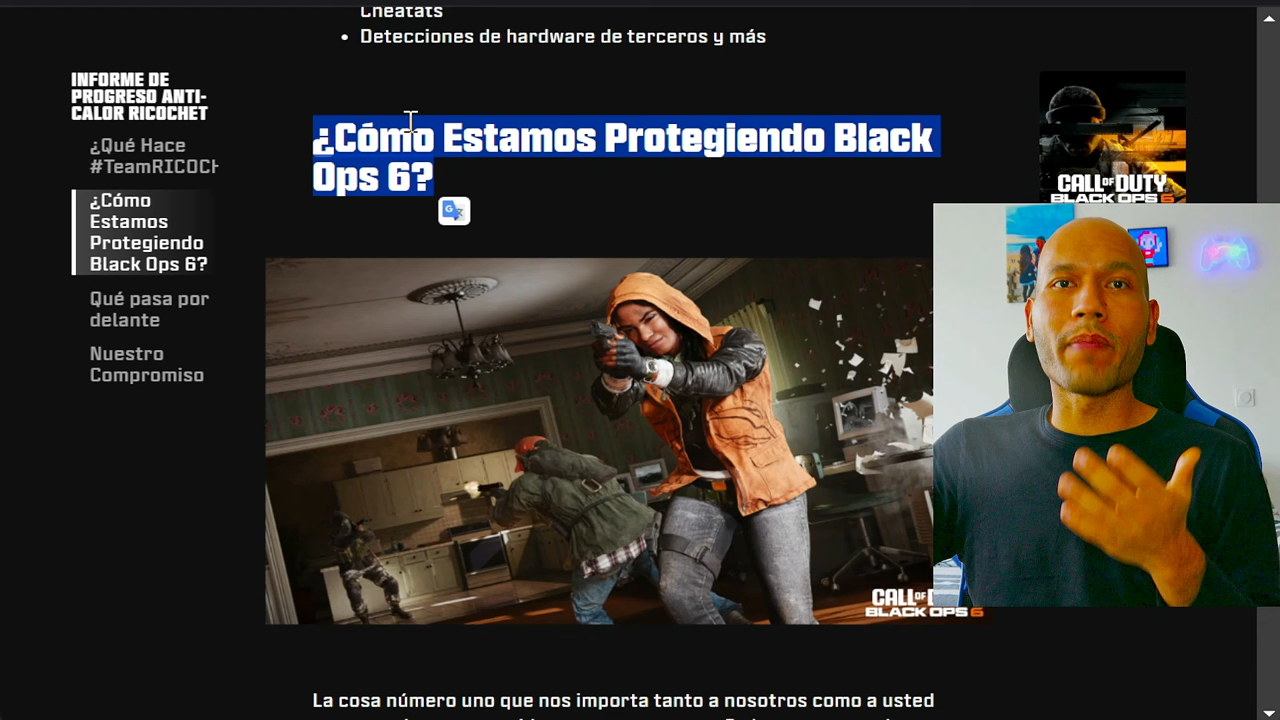 Cheatats
• Detecciones de hardware de terceros y más
INFORME DE
PROGRESO ANTI-
CALOR RICOCHET
¿Qué Hace
#TeamRICOCH
¿Cómo
Estamos
Protegiendo
Black Ops 6?
Qué pasa por
delante
Nuestro
Compromiso
¿Cómo Estamos Protegiendo Black
Ops 6?
CALL OF DUTY
BLACK OPS 6
CALL OF D
BLACK OPS 6
La cosa número uno que nos importa tanto a nosotros como a usted